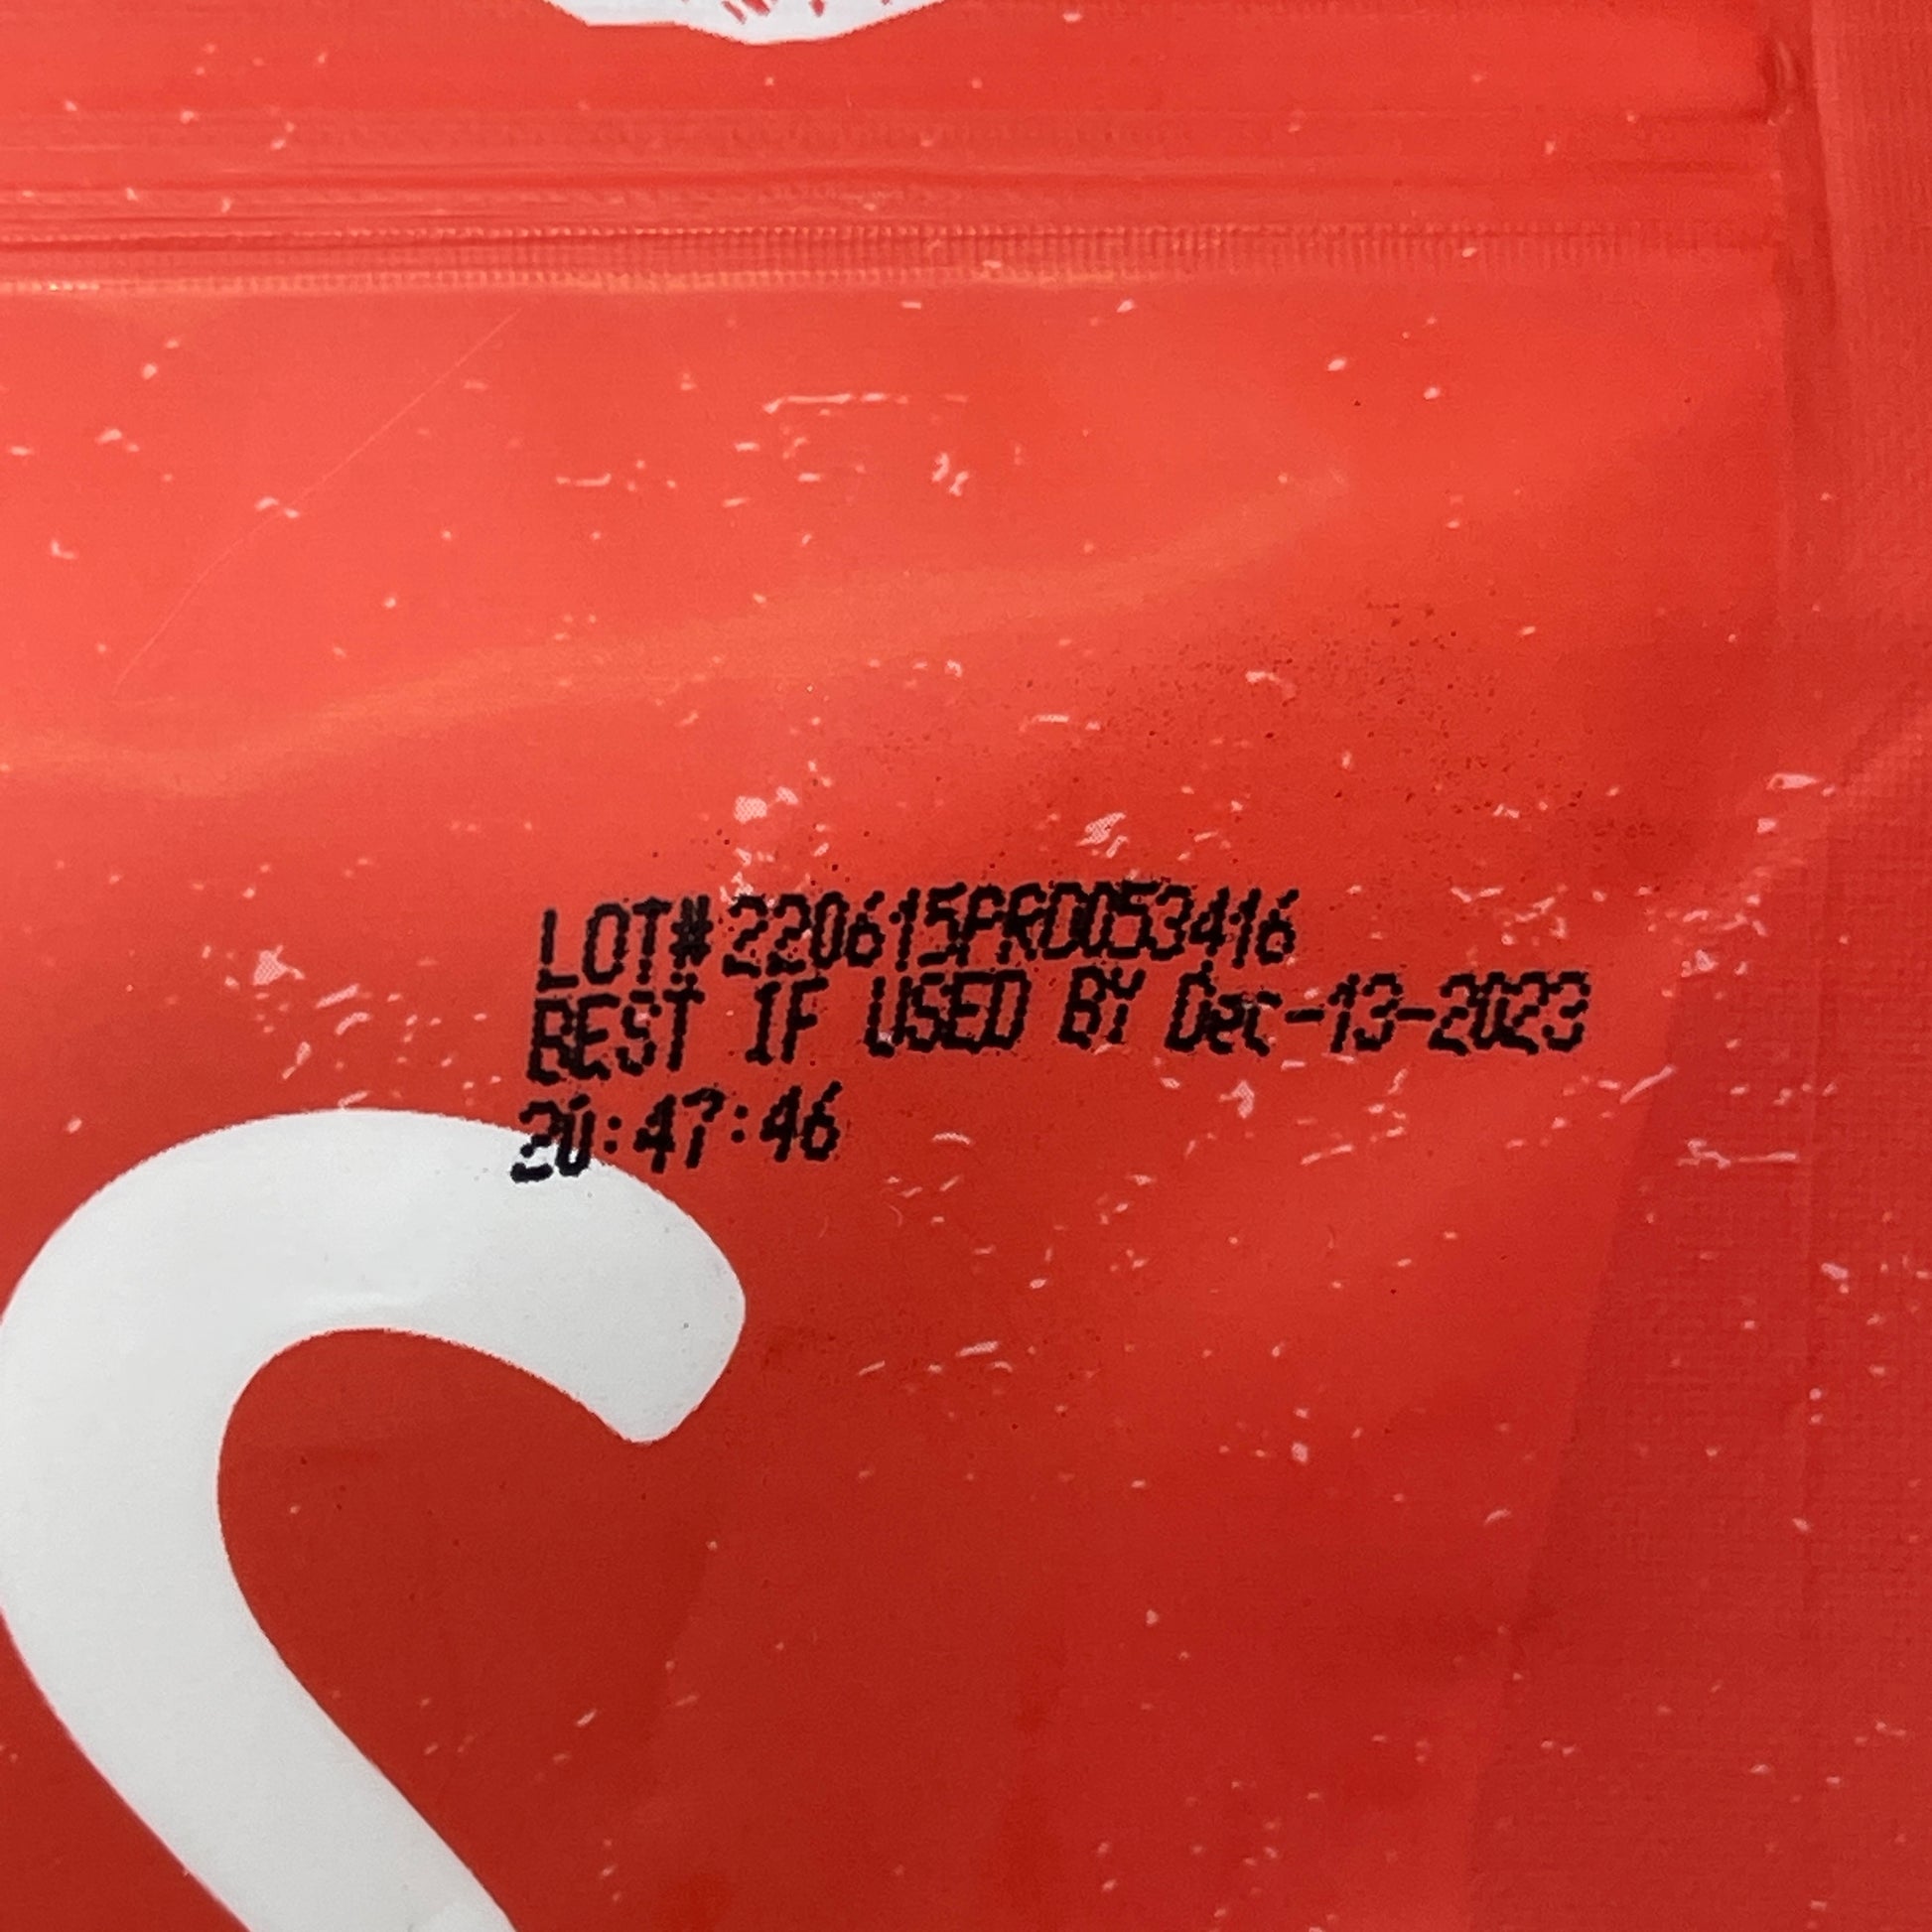 LOT#220615PRD053416
BEST IF USED BY Dec-13-2023
20:47:46